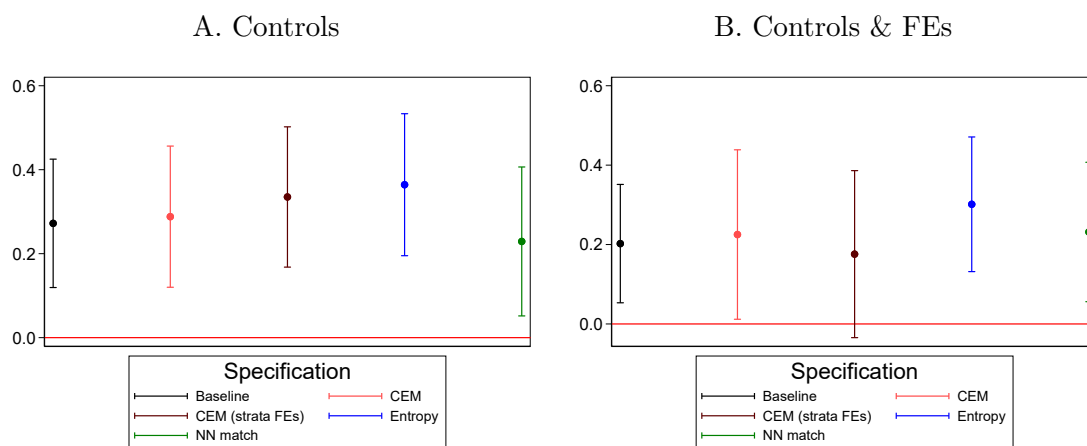 A. Controls
0.6
0.4
0.2
0.0
Specification
Baseline CEM
CEM (strata FEs) Entropy
NN match
B. Controls & FEs
0.6
0.4
0.2
0.0
Specification
Baseline CEM
CEM (strata FEs) Entropy
NN match